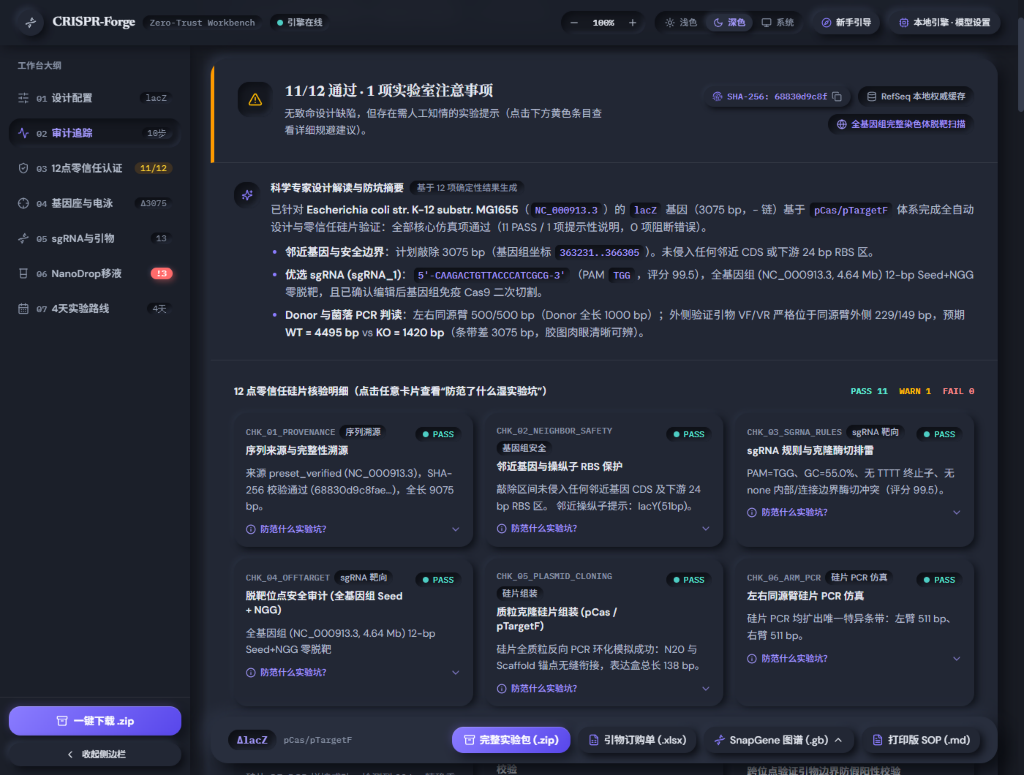 CRISPR-Forge
Zero-Trust Workbench
引擎在线
− 100% +
浅色
深色
系统
新手引导
本地引擎 · 模型设置
工作台大纲
01 设计配置 lacZ
02 审计追踪 10步
03 12点零信任认证 11/12
04 基因座与电泳 Δ3075
05 sgRNA与引物 13
06 NanoDrop移液 !3
07 4天实验路线 4天
一键下载 .zip
收起侧边栏
11/12 通过 · 1 项实验室注意事项
无致命设计缺陷，但存在需人工知情的实验提示（点击下方黄色条目查
看详细规避建议）。
SHA-256: 68830d9c8f
RefSeq 本地权威缓存
全基因组完整染色体脱靶扫描
科学专家设计解读与防坑摘要 基于 12 项确定性结果生成
已针对 Escherichia coli str. K-12 substr. MG1655（ NC_000913.3 ）的 lacZ 基因（3075 bp，- 链）基于 pCas/pTargetF 体系完成全自动
设计与零信任硅片验证：全部核心仿真项通过（11 PASS / 1 项提示性说明，0 项阻断错误）。
• 邻近基因与安全边界：计划敲除 3075 bp（基因组坐标 363231..366305 ）。未侵入任何邻近 CDS 或下游 24 bp RBS 区。
• 优选 sgRNA (sgRNA_1)： 5'-CAAGACTGTTACCCATCGCG-3' （PAM TGG ，评分 99.5），全基因组 (NC_000913.3, 4.64 Mb) 12-bp Seed+NGG
零脱靶，且已确认编辑后基因组免疫 Cas9 二次切割。
• Donor 与菌落 PCR 判读：左右同源臂 500/500 bp（Donor 全长 1000 bp）；外侧验证引物 VF/VR 严格位于同源臂外侧 229/149 bp，预期
WT = 4495 bp vs KO = 1420 bp（条带差 3075 bp，胶图肉眼清晰可辨）。
12 点零信任硅片核验明细（点击任意卡片查看“防范了什么湿实验坑”）
PASS 11 WARN 1 FAIL 0
CHK_01_PROVENANCE 序列溯源 PASS
序列来源与完整性溯源
来源 preset_verified (NC_000913.3)，SHA-
256 校验通过 (68830d9c8fae…)，全长 9075
bp。
防范什么实验坑?
CHK_02_NEIGHBOR_SAFETY PASS
基因组安全
邻近基因与操纵子 RBS 保护
敲除区间未侵入任何邻近基因 CDS 及下游 24
bp RBS 区。 邻近操纵子提示：lacY(51bp)。
防范什么实验坑?
CHK_03_SGRNA_RULES sgRNA 靶向 PASS
sgRNA 规则与克隆酶切排雷
PAM=TGG、GC=55.0%、无 TTTT 终止子、无
none 内部/连接边界酶切冲突（评分 99.5）。
防范什么实验坑?
CHK_04_OFFTARGET sgRNA 靶向 PASS
脱靶位点安全审计 (全基因组 Seed
+ NGG)
全基因组 (NC_000913.3, 4.64 Mb) 12-bp
Seed+NGG 零脱靶
防范什么实验坑?
CHK_05_PLASMID_CLONING PASS
硅片组装
质粒克隆硅片组装 (pCas /
pTargetF)
硅片全质粒反向 PCR 环化模拟成功：N20 与
Scaffold 锚点无缝衔接，表达盒总长 138 bp。
防范什么实验坑?
CHK_06_ARM_PCR 硅片 PCR 仿真 PASS
左右同源臂硅片 PCR 仿真
硅片 PCR 均扩出唯一特异条带：左臂 511 bp、
右臂 511 bp。
防范什么实验坑?
ΔlacZ pCas/pTargetF
完整实验包 (.zip)
引物订购单 (.xlsx)
SnapGene 图谱 (.gb)
打印版 SOP (.md)
校验
跨位点验证引物边界防假阳性校验